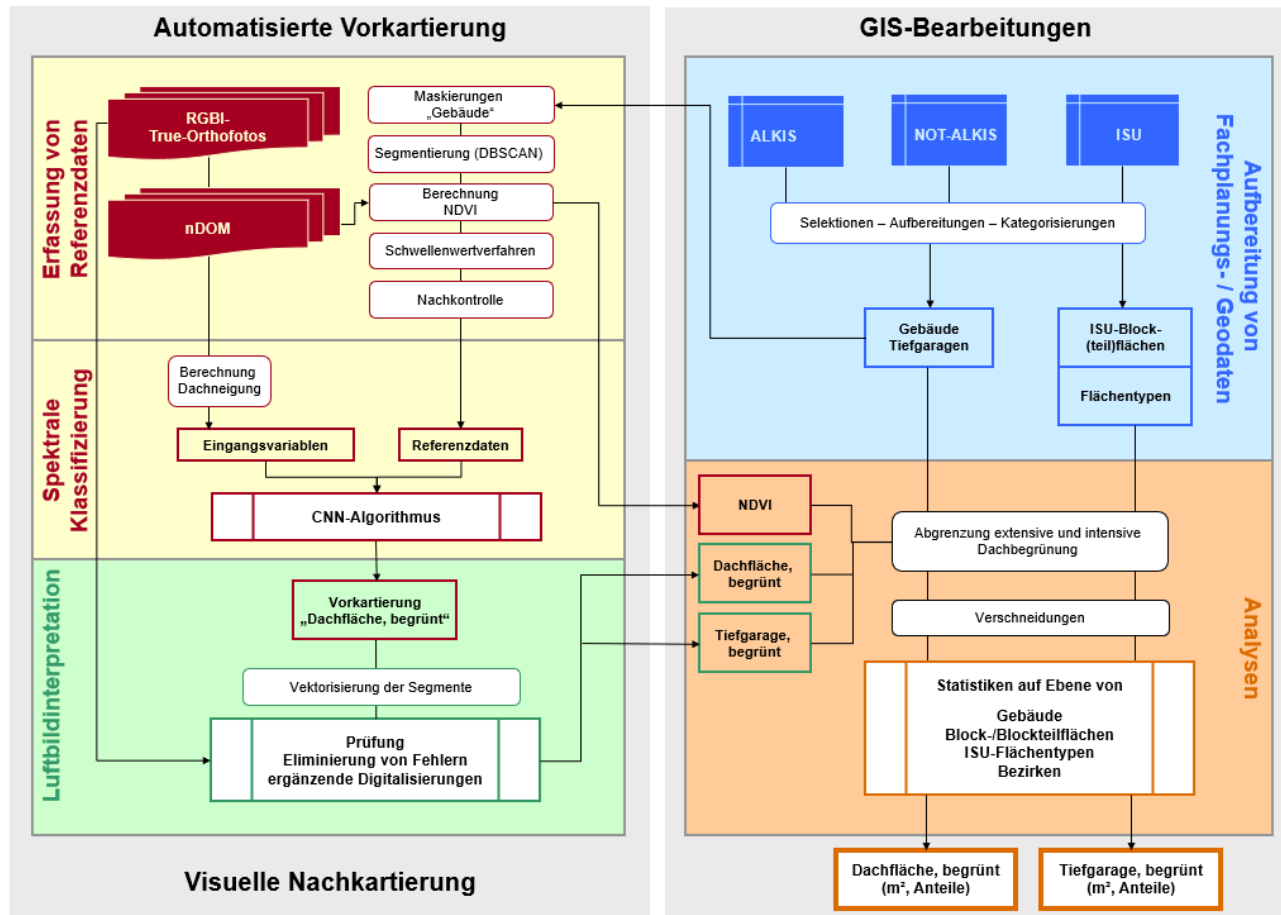 Automatisierte Vorkartierung
Erfassung von
Referenzdaten
RGBI-
True-Orthofotos
nDOM
Maskierungen
„Gebäude“
Segmentierung (DBSCAN)
Berechnung
NDVI
Schwellenwertverfahren
Nachkontrolle
Spektrale
Klassifizierung
Berechnung
Dachneigung
Eingangsvariablen
Referenzdaten
CNN-Algorithmus
Luftbildinterpretation
Vorkartierung
„Dachfläche, begrünt“
Vektorisierung der Segmente
Prüfung
Eliminierung von Fehlern
ergänzende Digitalisierungen
Visuelle Nachkartierung
GIS-Bearbeitungen
Aufbereitung von
Fachplanungs- / Geodaten
ALKIS
NOT-ALKIS
ISU
Selektionen – Aufbereitungen – Kategorisierungen
Gebäude
Tiefgaragen
ISU-Block-
(teil)flächen
Flächentypen
Analysen
NDVI
Dachfläche,
begrünt
Tiefgarage,
begrünt
Abgrenzung extensive und intensive
Dachbegrünung
Verschneidungen
Statistiken auf Ebene von
Gebäude
Block-/Blockteilflächen
ISU-Flächentypen
Bezirken
Dachfläche, begrünt
(m², Anteile)
Tiefgarage, begrünt
(m², Anteile)